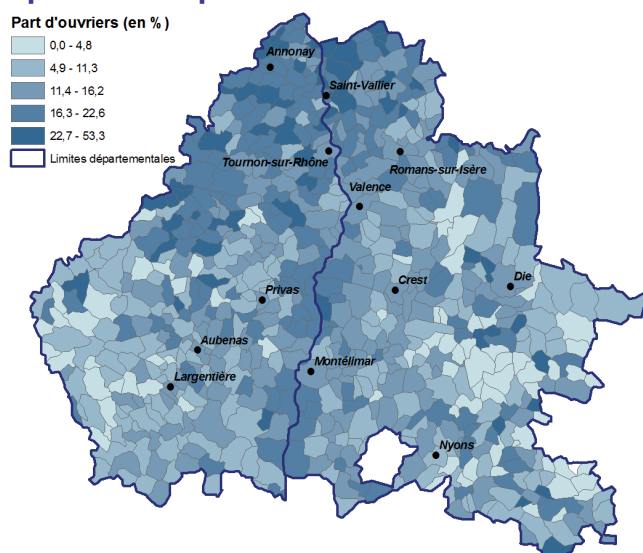 Part d'ouvriers (en %)
0,0 - 4,8
4,9 - 11,3
11,4 - 16,2
16,3 - 22,6
22,7 - 53,3
Limites départementales
Annonay
Saint-Vallier
Tournon-sur-Rhône
Romans-sur-Isère
Valence
Privas
Crest
Die
Aubenas
Largentière
Montélimar
Nyons